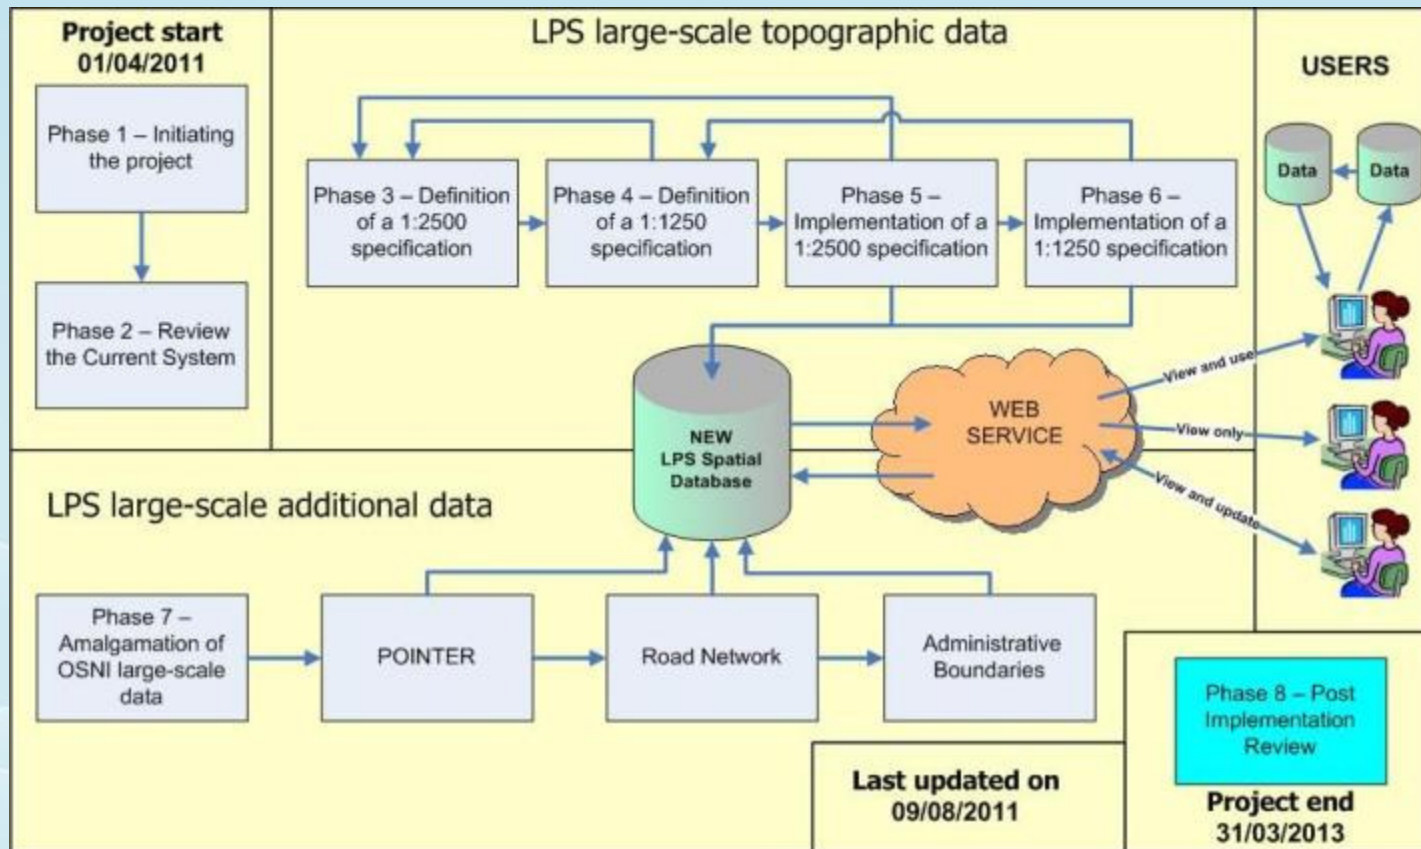 Project start
01/04/2011
Phase 1 – Initiating
the project
Phase 2 – Review
the Current System
LPS large-scale topographic data
Phase 3 – Definition
of a 1:2500
specification
Phase 4 – Definition
of a 1:1250
specification
Phase 5 –
Implementation of a
1:2500 specification
Phase 6 –
Implementation of a
1:1250 specification
USERS
Data
Data
NEW
LPS Spatial
Database
WEB
SERVICE
View and use
View only
View and update
LPS large-scale additional data
Phase 7 –
Amalgamation of
OSNI large-scale
data
POINTER
Road Network
Administrative
Boundaries
Last updated on
09/08/2011
Phase 8 – Post
Implementation
Review
Project end
31/03/2013